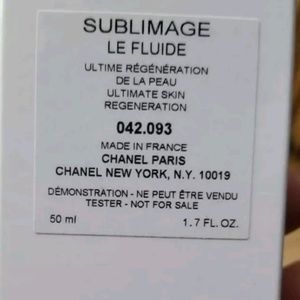 SUBLIMAGE
LE FLUIDE
ULTIME RÉGÉNÉRATION
DE LA PEAU
ULTIMATE SKIN
REGENERATION
042.093
MADE IN FRANCE
CHANEL PARIS
CHANEL NEW YORK, N.Y. 10019
DÉMONSTRATION - NE PEUT ÊTRE VENDU
TESTER - NOT FOR SALE
50 ml 1.7 FL. OZ.